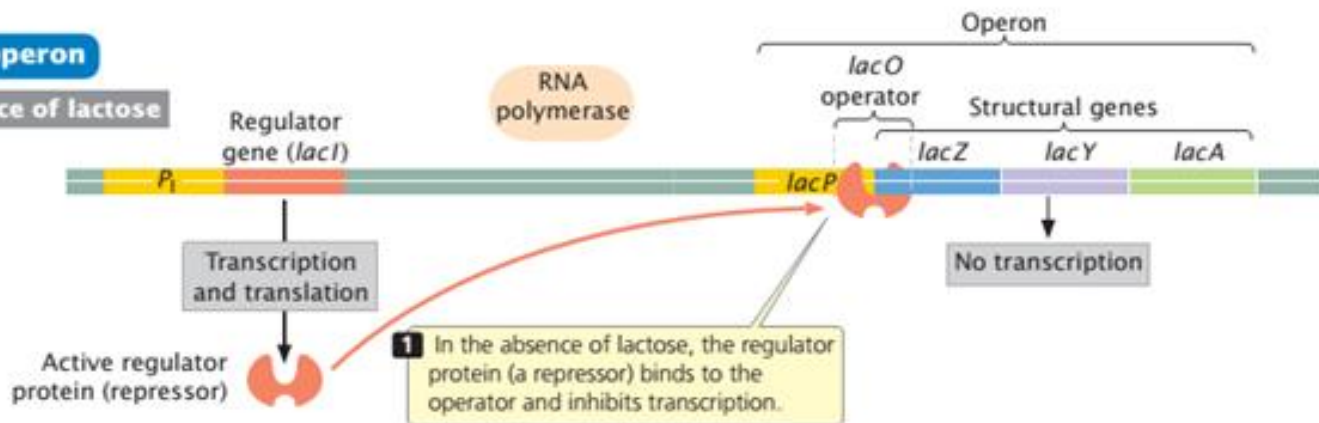 operon
ce of lactose
RNA
polymerase
Regulator
gene (lacI)
Operon
lacO
operator
Structural genes
lacZ
lacY
lacA
PI
lacP
Transcription
and translation
No transcription
Active regulator
protein (repressor)
1 In the absence of lactose, the regulator
protein (a repressor) binds to the
operator and inhibits transcription.